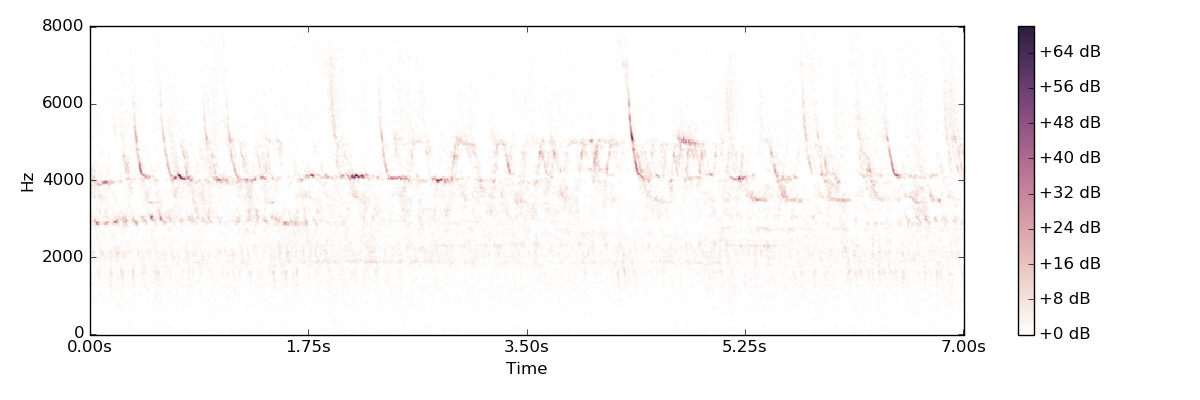 8000
6000
4000
2000
0
Hz
0.00s 1.75s 3.50s 5.25s 7.00s
Time
+64 dB
+56 dB
+48 dB
+40 dB
+32 dB
+24 dB
+16 dB
+8 dB
+0 dB